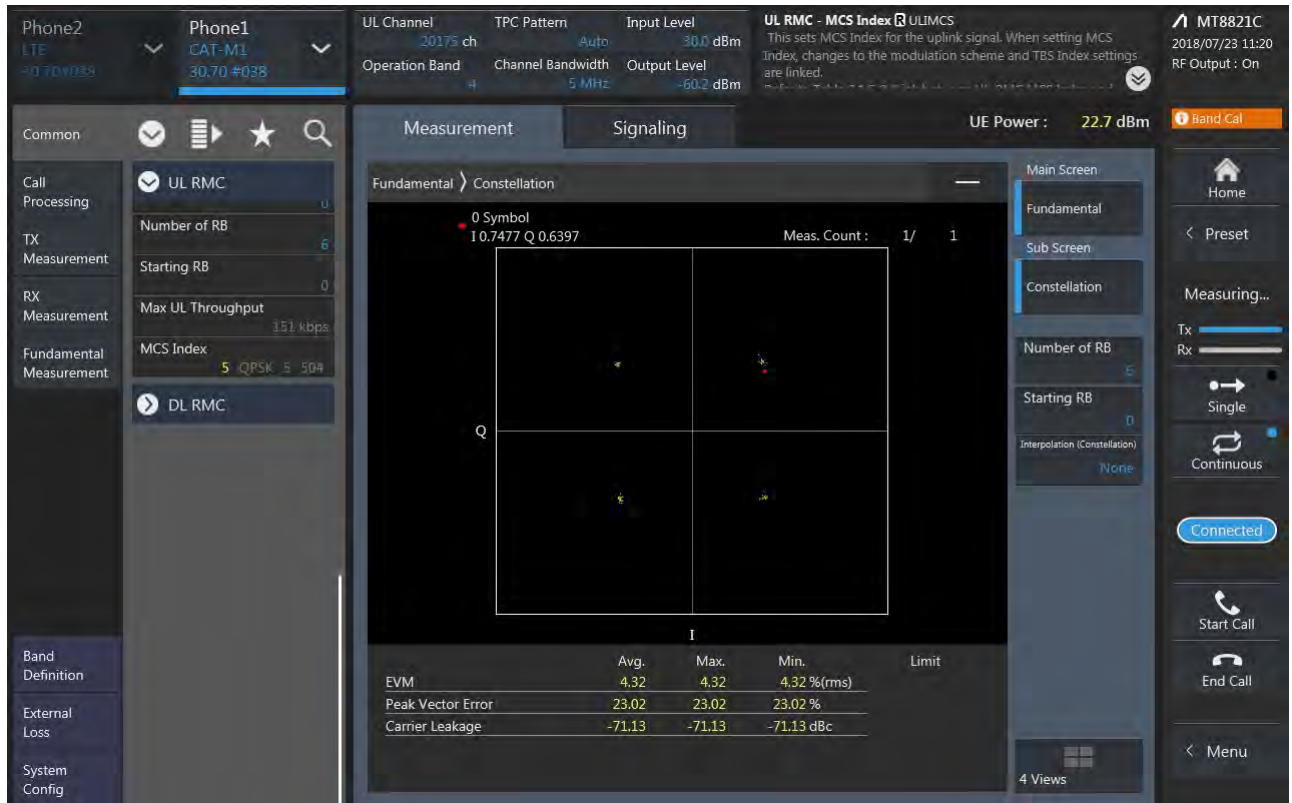 Phone2
LTE
Phone1
CAT-M1
30.70 #038
UL Channel
20175 ch
TPC Pattern
Auto
Input Level
30.0 dBm
Operation Band
4
Channel Bandwidth
5 MHz
Output Level
-60.2 dBm
UL RMC - MCS Index R ULIMCS
This sets MCS Index for the uplink signal. When setting MCS
Index, changes to the modulation scheme and TBS Index settings
are linked.
MT8821C
2018/07/23 11:20
RF Output : On
Common
Measurement
Signaling
UE Power : 22.7 dBm
Band Cal
Call
Processing
TX
Measurement
RX
Measurement
Fundamental
Measurement
UL RMC
0
Number of RB
6
Starting RB
0
Max UL Throughput
151 kbps
MCS Index
5 QPSK 5 504
DL RMC
Fundamental 〉 Constellation
0 Symbol
I 0.7477 Q 0.6397
Meas. Count : 1/ 1
Q
I
Avg. Max. Min. Limit
EVM 4.32 4.32 4.32 %(rms)
Peak Vector Error 23.02 23.02 23.02 %
Carrier Leakage -71.13 -71.13 -71.13 dBc
Main Screen
Fundamental
Sub Screen
Constellation
Number of RB
6
Starting RB
0
Interpolation (Constellation)
None
4 Views
Home
< Preset
Measuring...
Tx
Rx
Single
Continuous
Connected
Start Call
End Call
< Menu
Band
Definition
External
Loss
System
Config